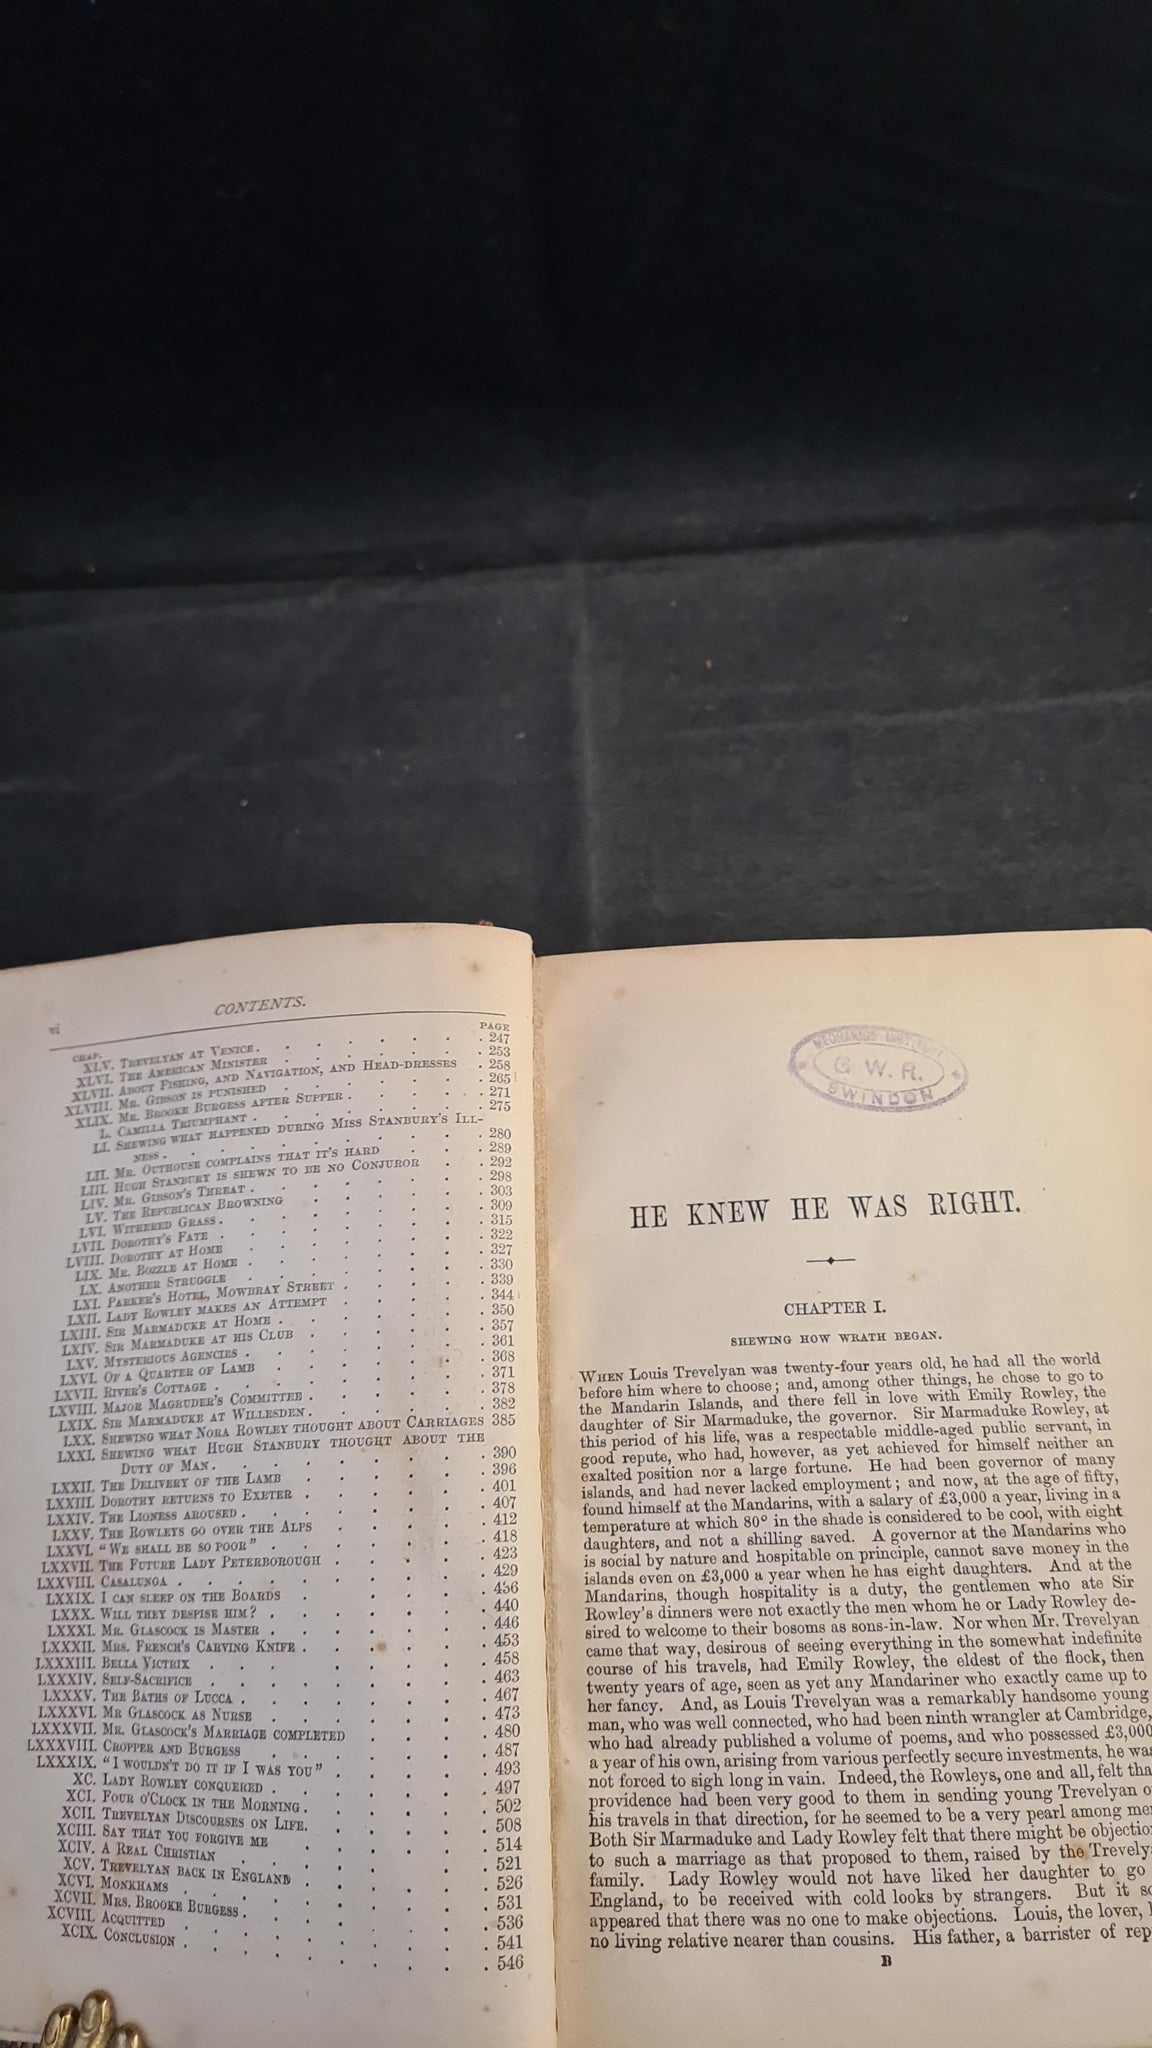 vi
CONTENTS.
CHAP. PAGE
XLV. TREVELYAN AT VENICE . . . . . . . 247
XLVI. THE AMERICAN MINISTER . . . . . . 253
XLVII. ABOUT FISHING, AND NAVIGATION, AND HEAD-DRESSES . 258
XLVIII. MR. GIBSON IS PUNISHED . . . . . . 265
XLIX. MR. BROOKE BURGESS AFTER SUPPER . . . . 271
L. CAMILLA TRIUMPHANT . . . . . . . 275
LI. SHEWING WHAT HAPPENED DURING MISS STANBURY'S ILL-
NESS . . . . . . . . . 280
LII. MR. OUTHOUSE COMPLAINS THAT IT'S HARD . . . 289
LIII. HUGH STANBURY IS SHEWN TO BE NO CONJUROR . . 292
LIV. MR. GIBSON'S THREAT . . . . . . . 298
LV. THE REPUBLICAN BROWNING . . . . . . 303
LVI. WITHERED GRASS . . . . . . . . 309
LVII. DOROTHY'S FATE . . . . . . . . 315
LVIII. DOROTHY AT HOME . . . . . . . 322
LIX. MR. BOZZLE AT HOME . . . . . . . 327
LX. ANOTHER STRUGGLE . . . . . . . 330
LXI. PARKER'S HOTEL, MOWBRAY STREET . . . . 339
LXII. LADY ROWLEY MAKES AN ATTEMPT . . . . 344
LXIII. SIR MARMADUKE AT HOME . . . . . . 350
LXIV. SIR MARMADUKE AT HIS CLUB . . . . . 357
LXV. MYSTERIOUS AGENCIES . . . . . . . 361
LXVI. OF A QUARTER OF LAMB . . . . . . 368
LXVII. RIVER'S COTTAGE . . . . . . . . 371
LXVIII. MAJOR MAGRUDER'S COMMITTEE . . . . . 378
LXIX. SIR MARMADUKE AT WILLESDEN . . . . . 382
LXX. SHEWING WHAT NORA ROWLEY THOUGHT ABOUT CARRIAGES 385
LXXI. SHEWING WHAT HUGH STANBURY THOUGHT ABOUT THE
DUTY OF MAN . . . . . . . . 390
LXXII. THE DELIVERY OF THE LAMB . . . . . 396
LXXIII. DOROTHY RETURNS TO EXETER . . . . . 401
LXXIV. THE LIONESS AROUSED . . . . . . . 407
LXXV. THE ROWLEYS GO OVER THE ALPS . . . . 412
LXXVI. "WE SHALL BE SO POOR" . . . . . . 418
LXXVII. THE FUTURE LADY PETERBOROUGH . . . . 423
LXXVIII. CASALUNGA . . . . . . . . . 429
LXXIX. I CAN SLEEP ON THE BOARDS . . . . . 456
LXXX. WILL THEY DESPISE HIM? . . . . . . 440
LXXXI. MR. GLASCOCK IS MASTER . . . . . . 446
LXXXII. MRS. FRENCH'S CARVING KNIFE . . . . . 453
LXXXIII. BELLA VICTRIX . . . . . . . . 458
LXXXIV. SELF-SACRIFICE . . . . . . . . 463
LXXXV. THE BATHS OF LUCCA . . . . . . . 467
LXXXVI. MR GLASCOCK AS NURSE . . . . . . 473
LXXXVII. MR. GLASCOCK'S MARRIAGE COMPLETED . . . 480
LXXXVIII. CROPPER AND BURGESS . . . . . . 487
LXXXIX. "I WOULDN'T DO IT IF I WAS YOU" . . . . 493
XC. LADY ROWLEY CONQUERED . . . . . . 497
XCI. FOUR O'CLOCK IN THE MORNING . . . . . 502
XCII. TREVELYAN DISCOURSES ON LIFE . . . . . 508
XCIII. SAY THAT YOU FORGIVE ME . . . . . 514
XCIV. A REAL CHRISTIAN . . . . . . . 521
XCV. TREVELYAN BACK IN ENGLAND . . . . . 526
XCVI. MONKHAMS . . . . . . . . . 531
XCVII. MRS. BROOKE BURGESS . . . . . . . 536
XCVIII. ACQUITTED . . . . . . . . . 541
XCIX. CONCLUSION . . . . . . . . . 546
MECHANICS' INSTITUTE
G. W. R.
SWINDON
HE KNEW HE WAS RIGHT.
CHAPTER I.
SHEWING HOW WRATH BEGAN.
WHEN Louis Trevelyan was twenty-four years old, he had all the world
before him where to choose; and, among other things, he chose to go to
the Mandarin Islands, and there fell in love with Emily Rowley, the
daughter of Sir Marmaduke, the governor. Sir Marmaduke Rowley, at
this period of his life, was a respectable middle-aged public servant, in
good repute, who had, however, as yet achieved for himself neither an
exalted position nor a large fortune. He had been governor of many
islands, and had never lacked employment; and now, at the age of fifty,
found himself at the Mandarins, with a salary of £3,000 a year, living in a
temperature at which 80° in the shade is considered to be cool, with eight
daughters, and not a shilling saved. A governor at the Mandarins who
is social by nature and hospitable on principle, cannot save money in the
islands even on £3,000 a year when he has eight daughters. And at the
Mandarins, though hospitality is a duty, the gentlemen who ate Sir
Rowley's dinners were not exactly the men whom he or Lady Rowley de-
sired to welcome to their bosoms as sons-in-law. Nor when Mr. Trevelyan
came that way, desirous of seeing everything in the somewhat indefinite
course of his travels, had Emily Rowley, the eldest of the flock, then
twenty years of age, seen as yet any Mandariner who exactly came up to
her fancy. And, as Louis Trevelyan was a remarkably handsome young
man, who was well connected, who had been ninth wrangler at Cambridge,
who had already published a volume of poems, and who possessed £3,000
a year of his own, arising from various perfectly secure investments, he was
not forced to sigh long in vain. Indeed, the Rowleys, one and all, felt tha
providence had been very good to them in sending young Trevelyan o
his travels in that direction, for he seemed to be a very pearl among me
Both Sir Marmaduke and Lady Rowley felt that there might be objectio
to such a marriage as that proposed to them, raised by the Trevely
family. Lady Rowley would not have liked her daughter to go
England, to be received with cold looks by strangers. But it so
appeared that there was no one to make objections. Louis, the lover, h
no living relative nearer than cousins. His father, a barrister of rep
B